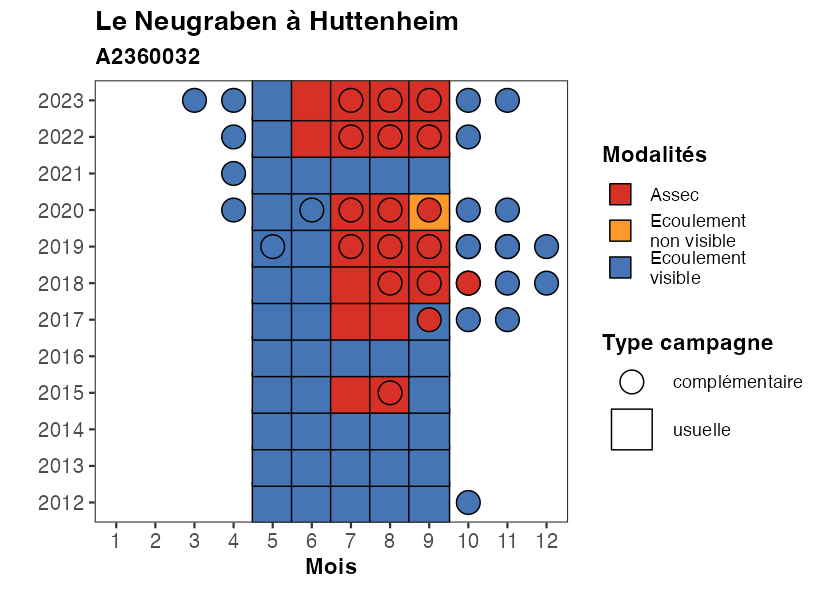 Le Neugraben à Huttenheim
A2360032
2023
2022
2021
2020
2019
2018
2017
2016
2015
2014
2013
2012
1 2 3 4 5 6 7 8 9 10 11 12
Mois
Modalités
Assec
Ecoulement
non visible
Ecoulement
visible
Type campagne
complémentaire
usuelle